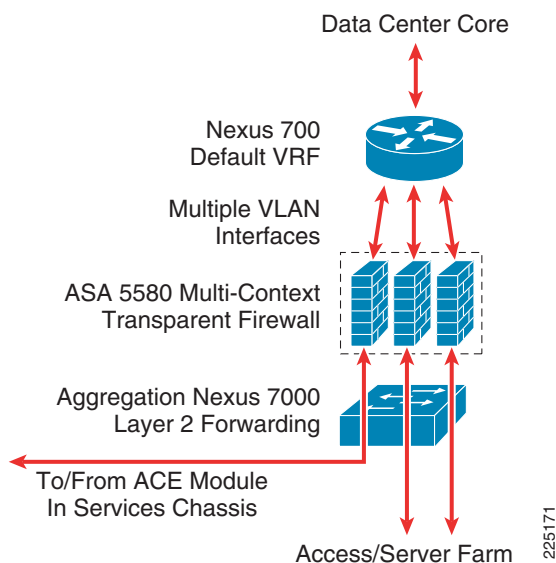 Data Center Core
Nexus 700
Default VRF
Multiple VLAN
Interfaces
ASA 5580 Multi-Context
Transparent Firewall
Aggregation Nexus 7000
Layer 2 Forwarding
To/From ACE Module
In Services Chassis
Access/Server Farm
225171